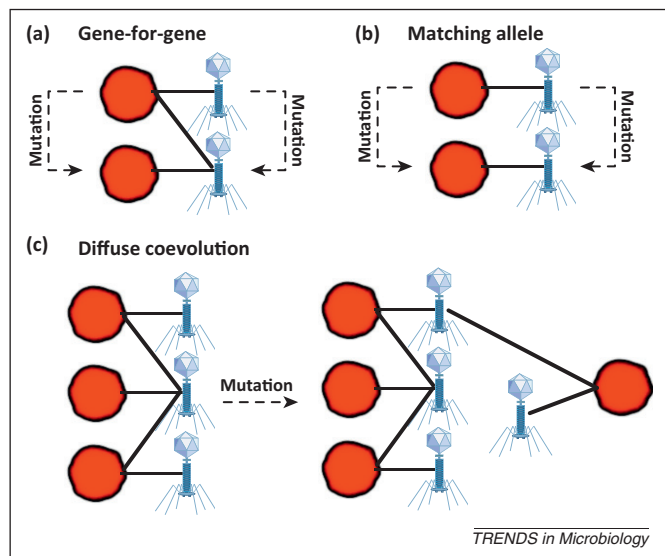 (a) Gene-for-gene
Mutation
Mutation
(b) Matching allele
Mutation
Mutation
(c) Diffuse coevolution
Mutation
TRENDS in Microbiology